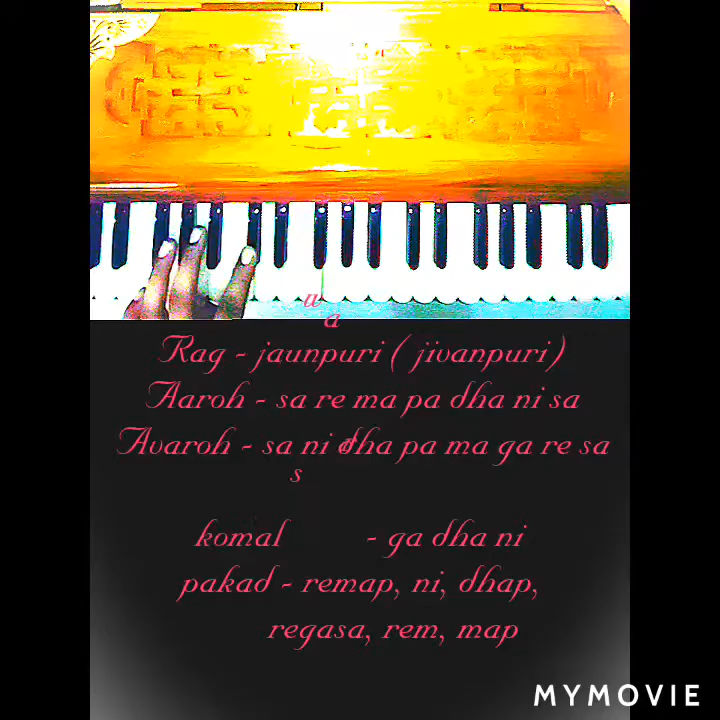 u
a
Rag - jaunpuri ( jivanpuri )
Aaroh - sa re ma pa dha ni sa
Avaroh - sa ni dha pa ma ga re sa
s
komal - ga dha ni
pakad - remap, ni, dhap,
regasa, rem, map
MYMOVIE